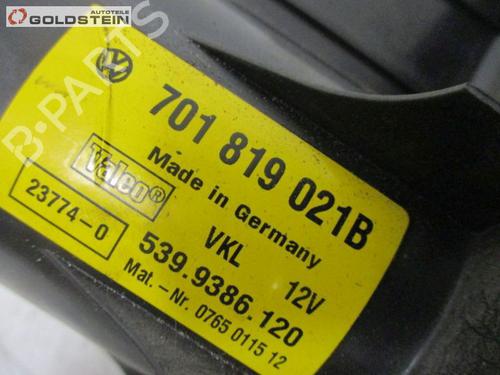 AUTOTEILE
GOLDSTEIN
B-PARTS
701 819 021B
Made in Germany
Valeo®
VKL 12V
23774-0
539.9386.120
Mat.-Nr. 0765 0115 12